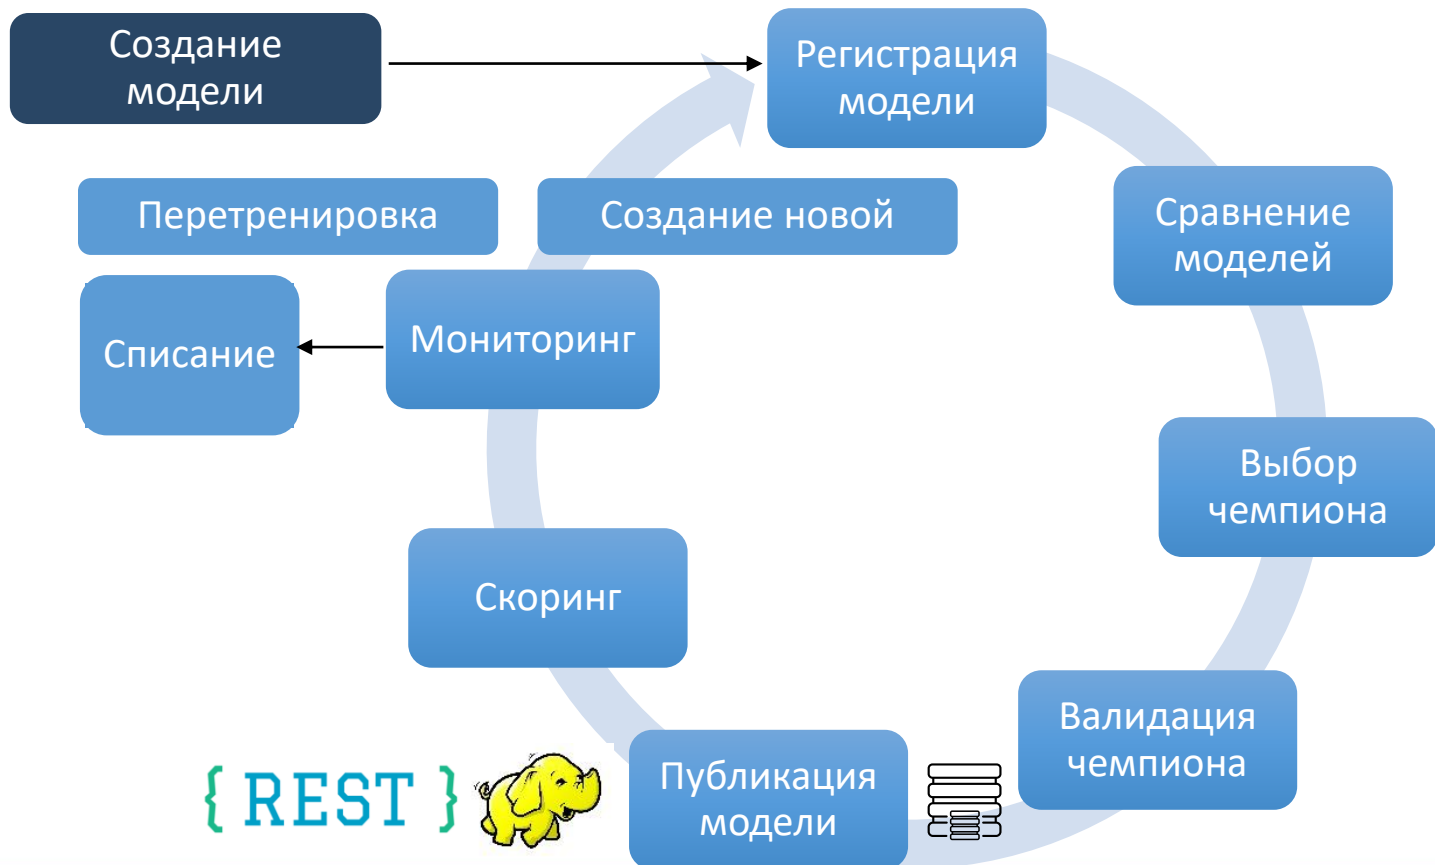 Создание
модели
Регистрация
модели
Перетренировка
Создание новой
Сравнение
моделей
Списание
Мониторинг
Выбор
чемпиона
Скоринг
Валидация
чемпиона
{ REST }
Публикация
модели